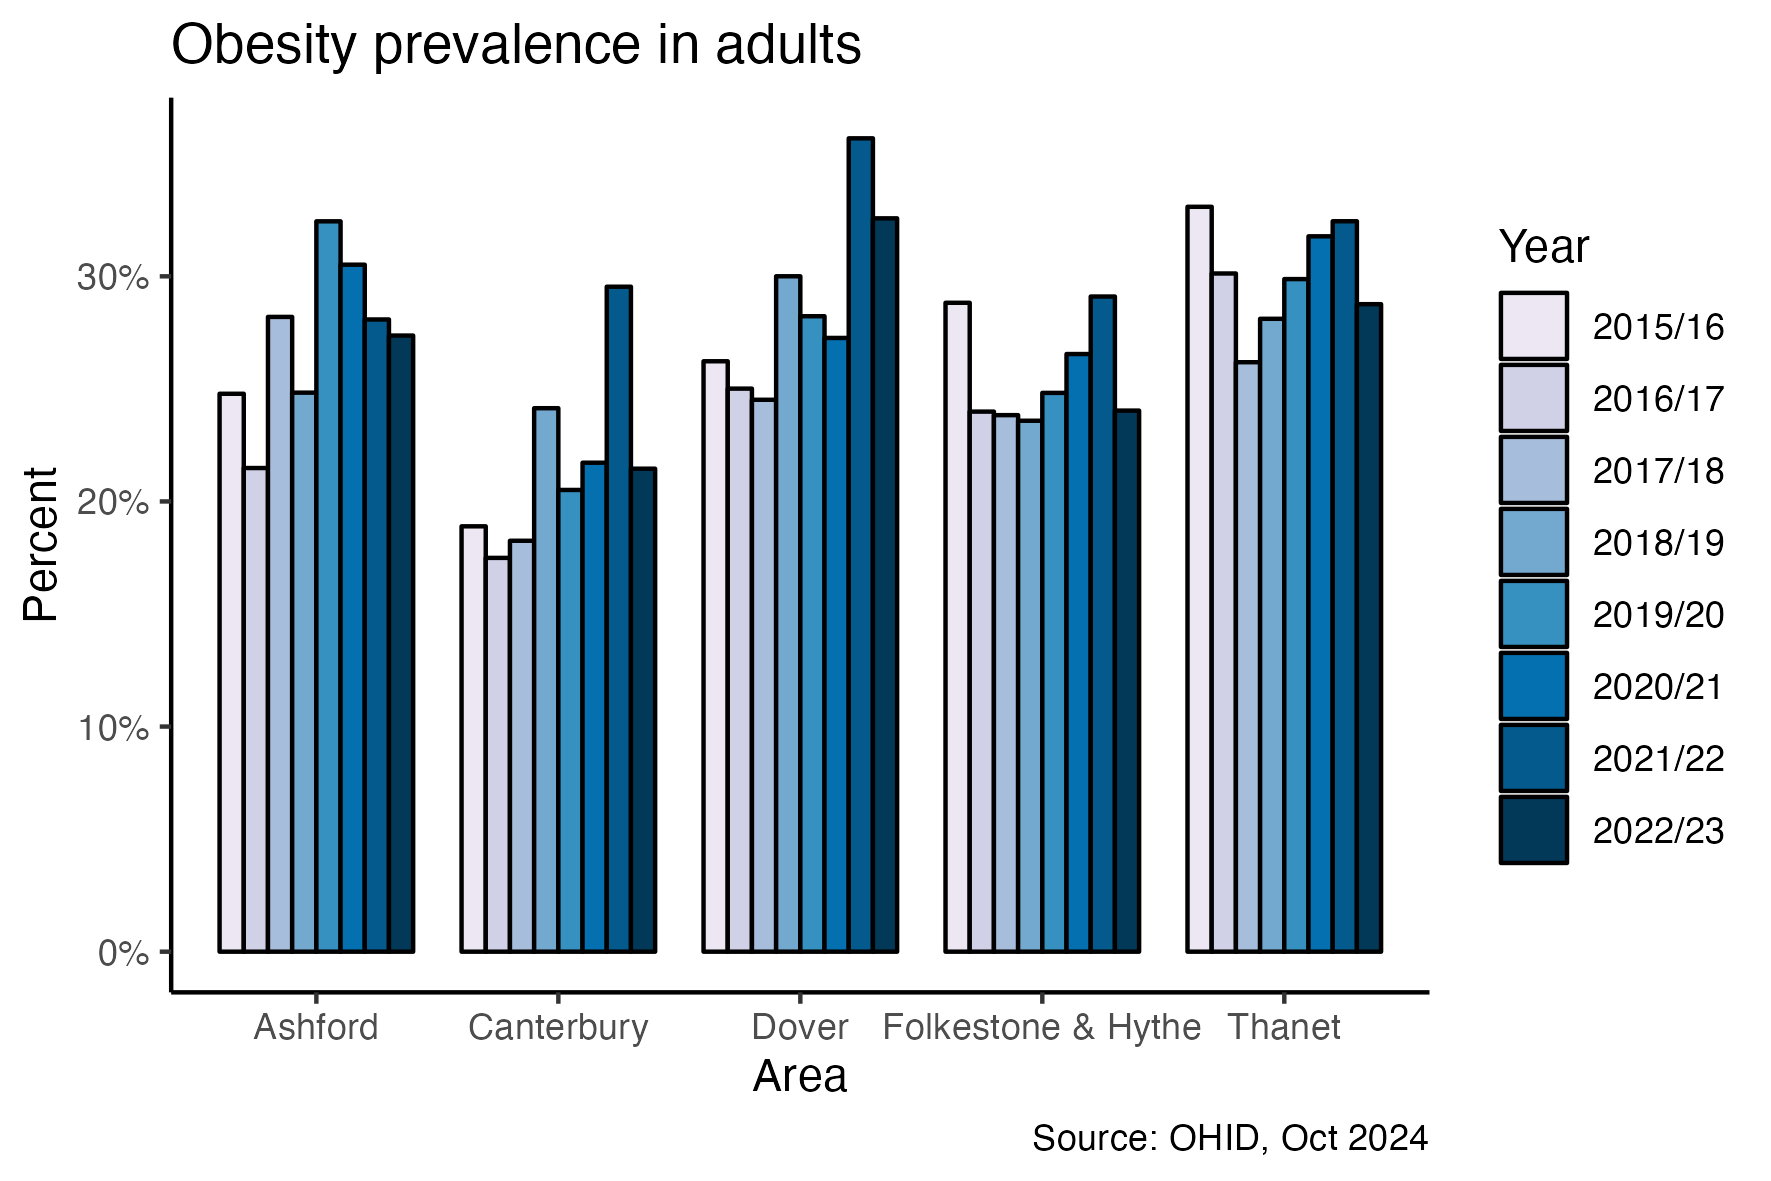 Obesity prevalence in adults
Percent
30%
20%
10%
0%
Ashford
Canterbury
Dover
Folkestone & Hythe
Thanet
Area
Year
2015/16
2016/17
2017/18
2018/19
2019/20
2020/21
2021/22
2022/23
Source: OHID, Oct 2024